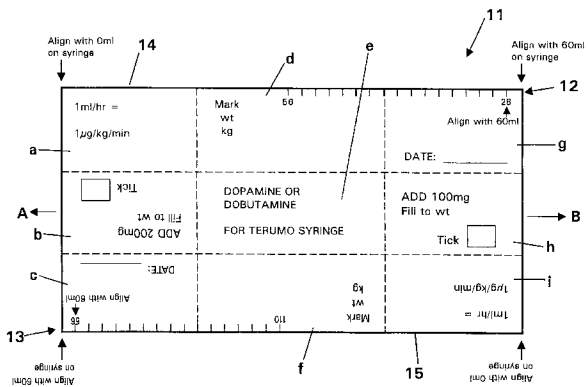 11
Align with 0ml
on syringe
14
d
e
Align with 60ml
on syringe
12
1ml/hr =
1µg/kg/min
Mark
wt
kg
50
28
Align with 60ml
DATE:
a
g
A
Tick
Fill to wt
ADD 200mg
b
DOPAMINE OR
DOBUTAMINE
FOR TERUMO SYRINGE
ADD 100mg
Fill to wt
Tick
B
h
c
DATE:
Align with 60ml
56
110
Mark
wt
kg
1ml/hr =
1µg/kg/min
i
13
f
15
Align with 60ml
on syringe
Align with 0ml
on syringe